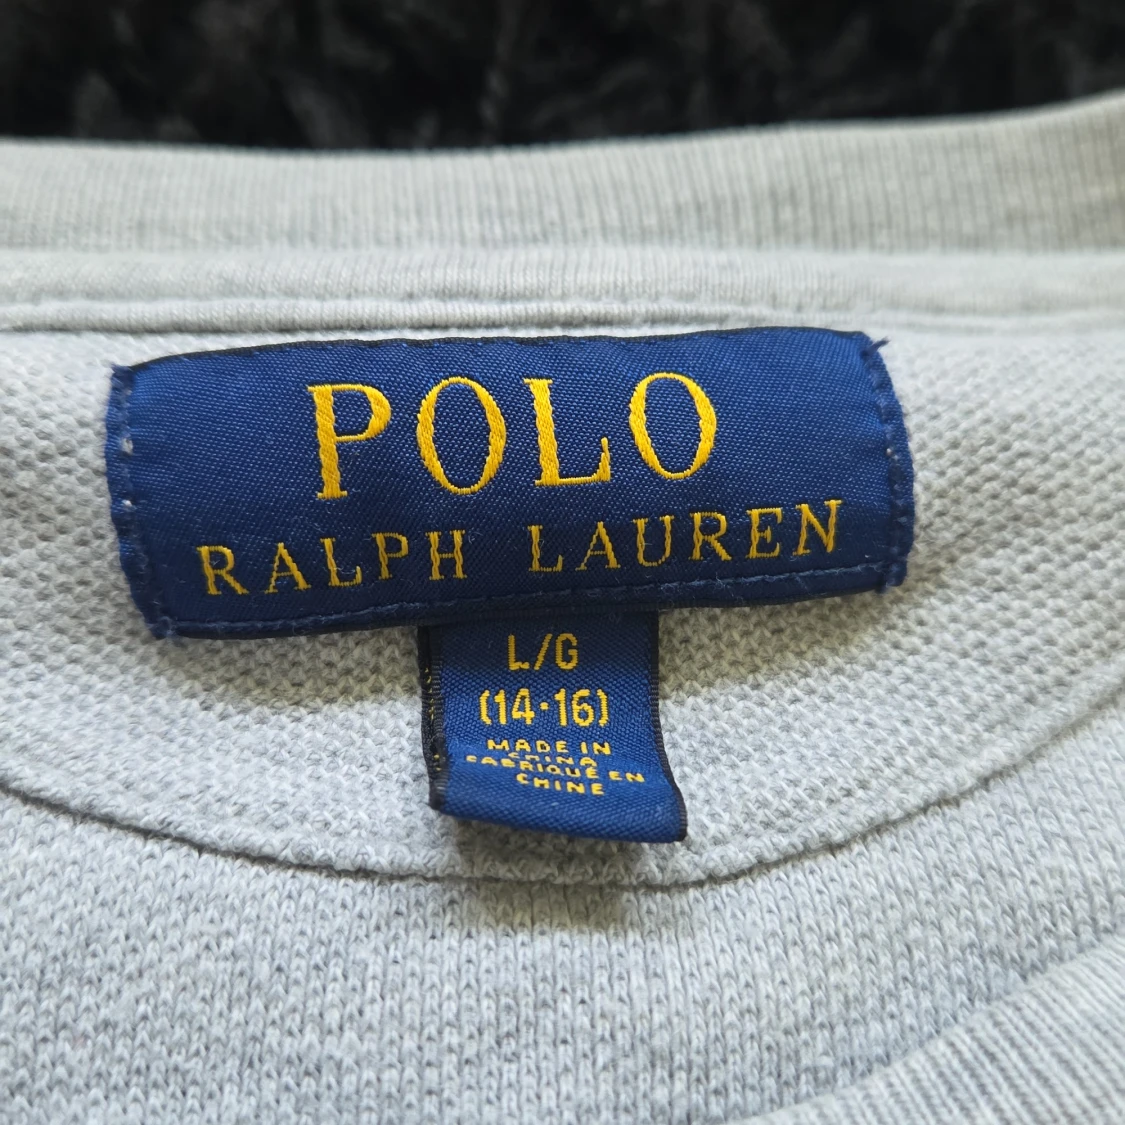 POLO
RALPH LAUREN
L/G
(14·16)
MADE IN
CHINA
FABRIQUÉ EN
CHINE